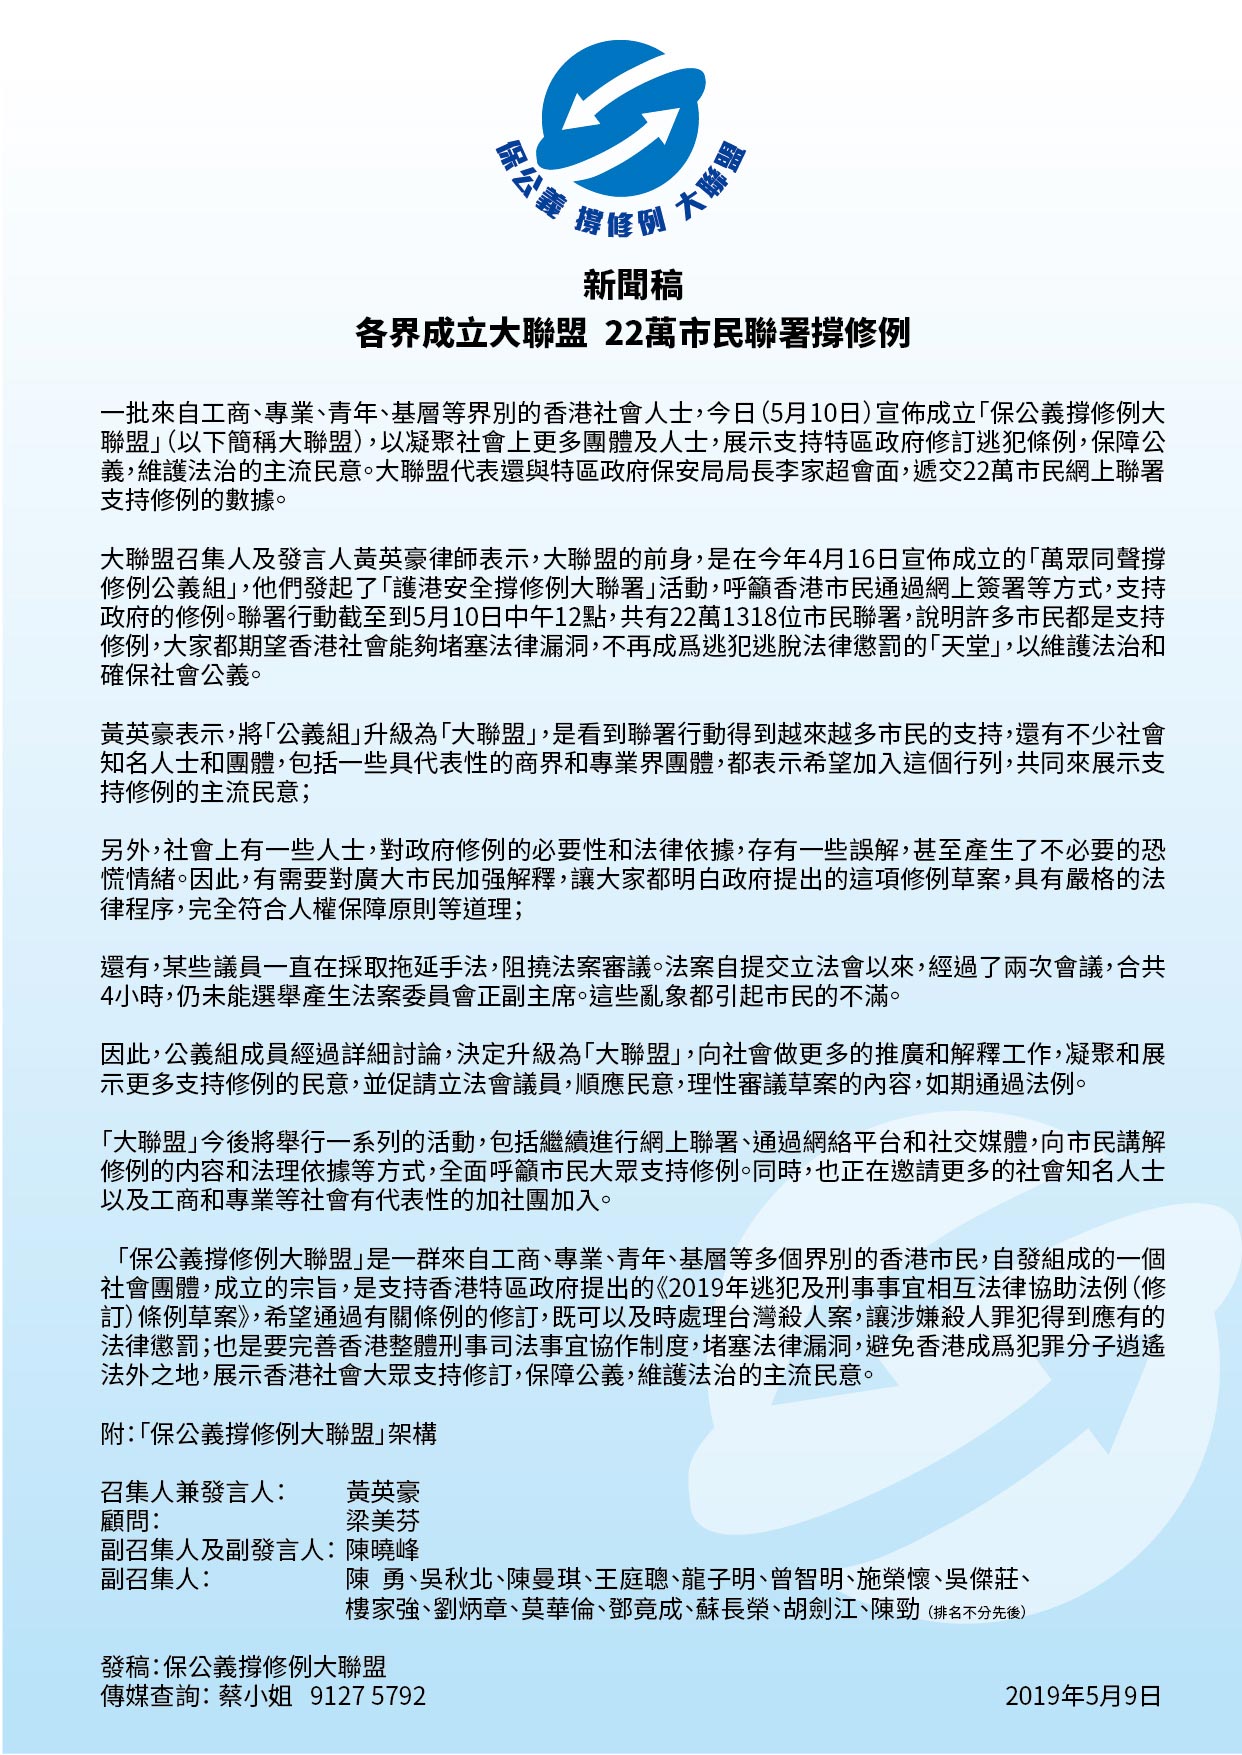 保公義 撐修例 大聯盟
新聞稿
各界成立大聯盟 22萬市民聯署撐修例
一批來自工商、專業、青年、基層等界別的香港社會人士，今日（5月10日）宣佈成立「保公義撐修例大
聯盟」（以下簡稱大聯盟），以凝聚社會上更多團體及人士，展示支持特區政府修訂逃犯條例，保障公
義，維護法治的主流民意。大聯盟代表還與特區政府保安局局長李家超會面，遞交22萬市民網上聯署
支持修例的數據。
大聯盟召集人及發言人黃英豪律師表示，大聯盟的前身，是在今年4月16日宣佈成立的「萬眾同聲撐
修例公義組」，他們發起了「護港安全撐修例大聯署」活動，呼籲香港市民通過網上簽署等方式，支持
政府的修例。聯署行動截至到5月10日中午12點，共有22萬1318位市民聯署，說明許多市民都是支持
修例，大家都期望香港社會能夠堵塞法律漏洞，不再成爲逃犯逃脫法律懲罰的「天堂」，以維護法治和
確保社會公義。
黃英豪表示，將「公義組」升級為「大聯盟」，是看到聯署行動得到越來越多市民的支持，還有不少社會
知名人士和團體，包括一些具代表性的商界和專業界團體，都表示希望加入這個行列，共同來展示支
持修例的主流民意；
另外，社會上有一些人士，對政府修例的必要性和法律依據，存有一些誤解，甚至產生了不必要的恐
慌情緒。因此，有需要對廣大市民加强解釋，讓大家都明白政府提出的這項修例草案，具有嚴格的法
律程序，完全符合人權保障原則等道理；
還有，某些議員一直在採取拖延手法，阻撓法案審議。法案自提交立法會以來，經過了兩次會議，合共
4小時，仍未能選舉產生法案委員會正副主席。這些亂象都引起市民的不滿。
因此，公義組成員經過詳細討論，決定升級為「大聯盟」，向社會做更多的推廣和解釋工作，凝聚和展
示更多支持修例的民意，並促請立法會議員，順應民意，理性審議草案的內容，如期通過法例。
「大聯盟」今後將舉行一系列的活動，包括繼續進行網上聯署、通過網絡平台和社交媒體，向市民講解
修例的内容和法理依據等方式，全面呼籲市民大眾支持修例。同時，也正在邀請更多的社會知名人士
以及工商和專業等社會有代表性的加社團加入。
「保公義撐修例大聯盟」是一群來自工商、專業、青年、基層等多個界別的香港市民，自發組成的一個
社會團體，成立的宗旨，是支持香港特區政府提出的《2019年逃犯及刑事事宜相互法律協助法例（修
訂）條例草案》，希望通過有關條例的修訂，既可以及時處理台灣殺人案，讓涉嫌殺人罪犯得到應有的
法律懲罰；也是要完善香港整體刑事司法事宜協作制度，堵塞法律漏洞，避免香港成爲犯罪分子逍遙
法外之地，展示香港社會大眾支持修訂，保障公義，維護法治的主流民意。
附：「保公義撐修例大聯盟」架構
召集人兼發言人： 黃英豪
顧問： 梁美芬
副召集人及副發言人： 陳曉峰
副召集人： 陳 勇、吳秋北、陳曼琪、王庭聰、龍子明、曾智明、施榮懷、吳傑莊、
樓家強、劉炳章、莫華倫、鄧竟成、蘇長榮、胡劍江、陳勁（排名不分先後）
發稿：保公義撐修例大聯盟
傳媒查詢： 蔡小姐 9127 5792 2019年5月9日